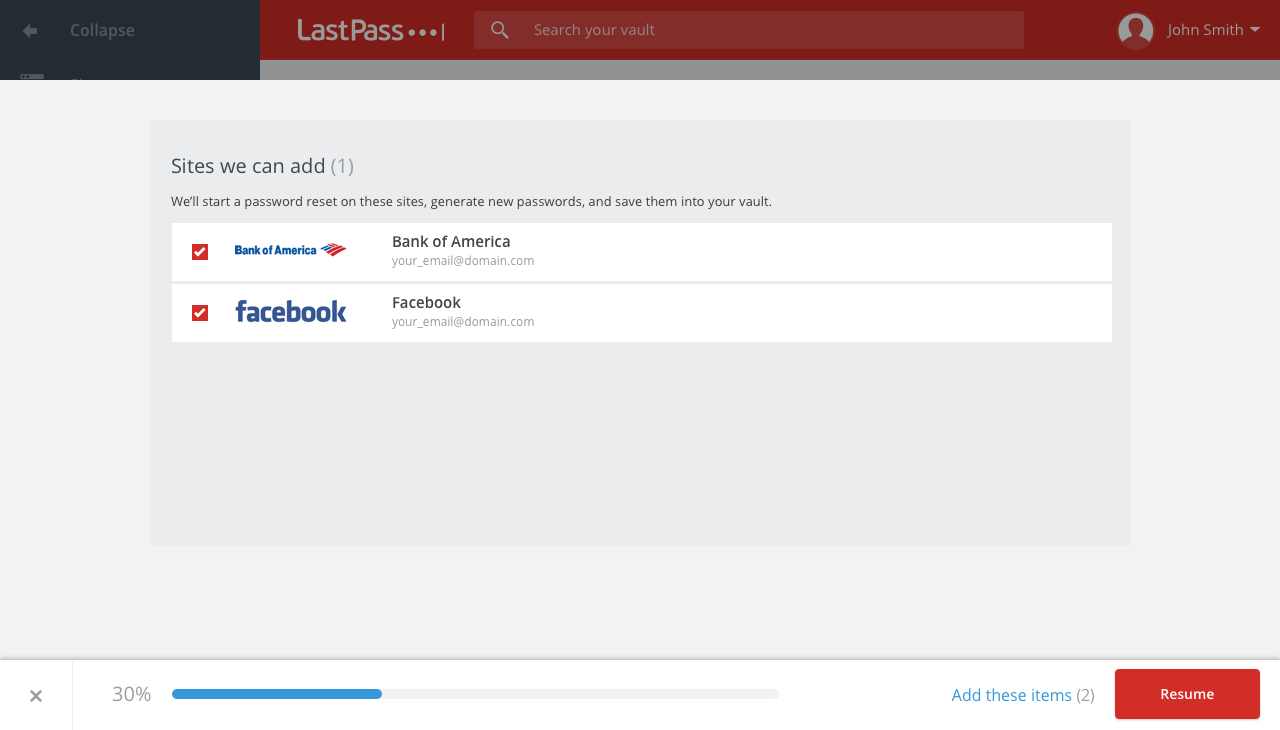 Collapse
LastPass
Search your vault
John Smith
Sites we can add (1)
We'll start a password reset on these sites, generate new passwords, and save them into your vault.
Bank of America
Bank of America
your_email@domain.com
facebook
Facebook
your_email@domain.com
30%
Add these items (2)
Resume